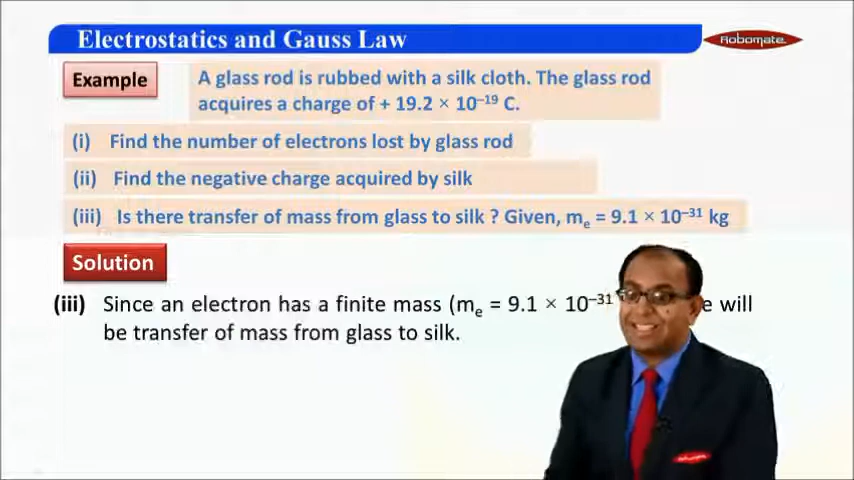 Electrostatics and Gauss Law
Robomate
Example
A glass rod is rubbed with a silk cloth. The glass rod
acquires a charge of + 19.2 × 10⁻¹⁹ C.
(i) Find the number of electrons lost by glass rod
(ii) Find the negative charge acquired by silk
(iii) Is there transfer of mass from glass to silk ? Given, mₑ = 9.1 × 10⁻³¹ kg
Solution
(iii) Since an electron has a finite mass (mₑ = 9.1 × 10⁻³¹ will
be transfer of mass from glass to silk.